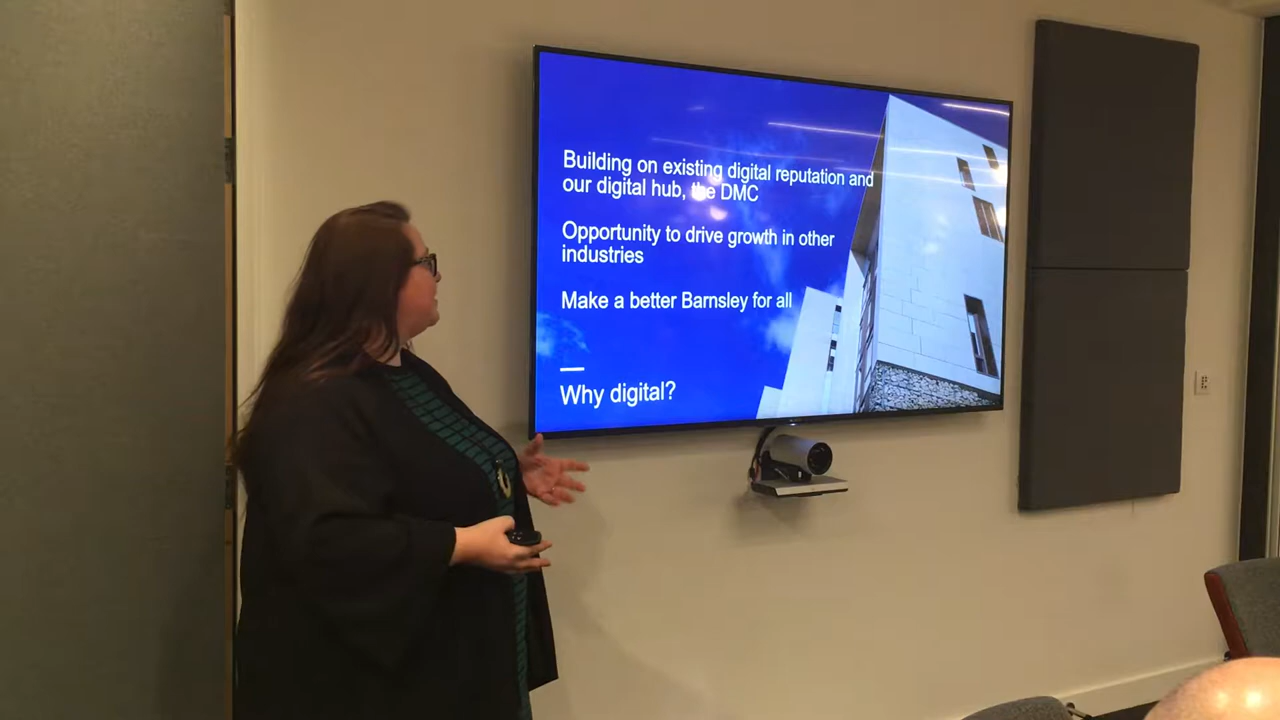 Building on existing digital reputation and
our digital hub, the DMC
Opportunity to drive growth in other
industries
Make a better Barnsley for all
Why digital?